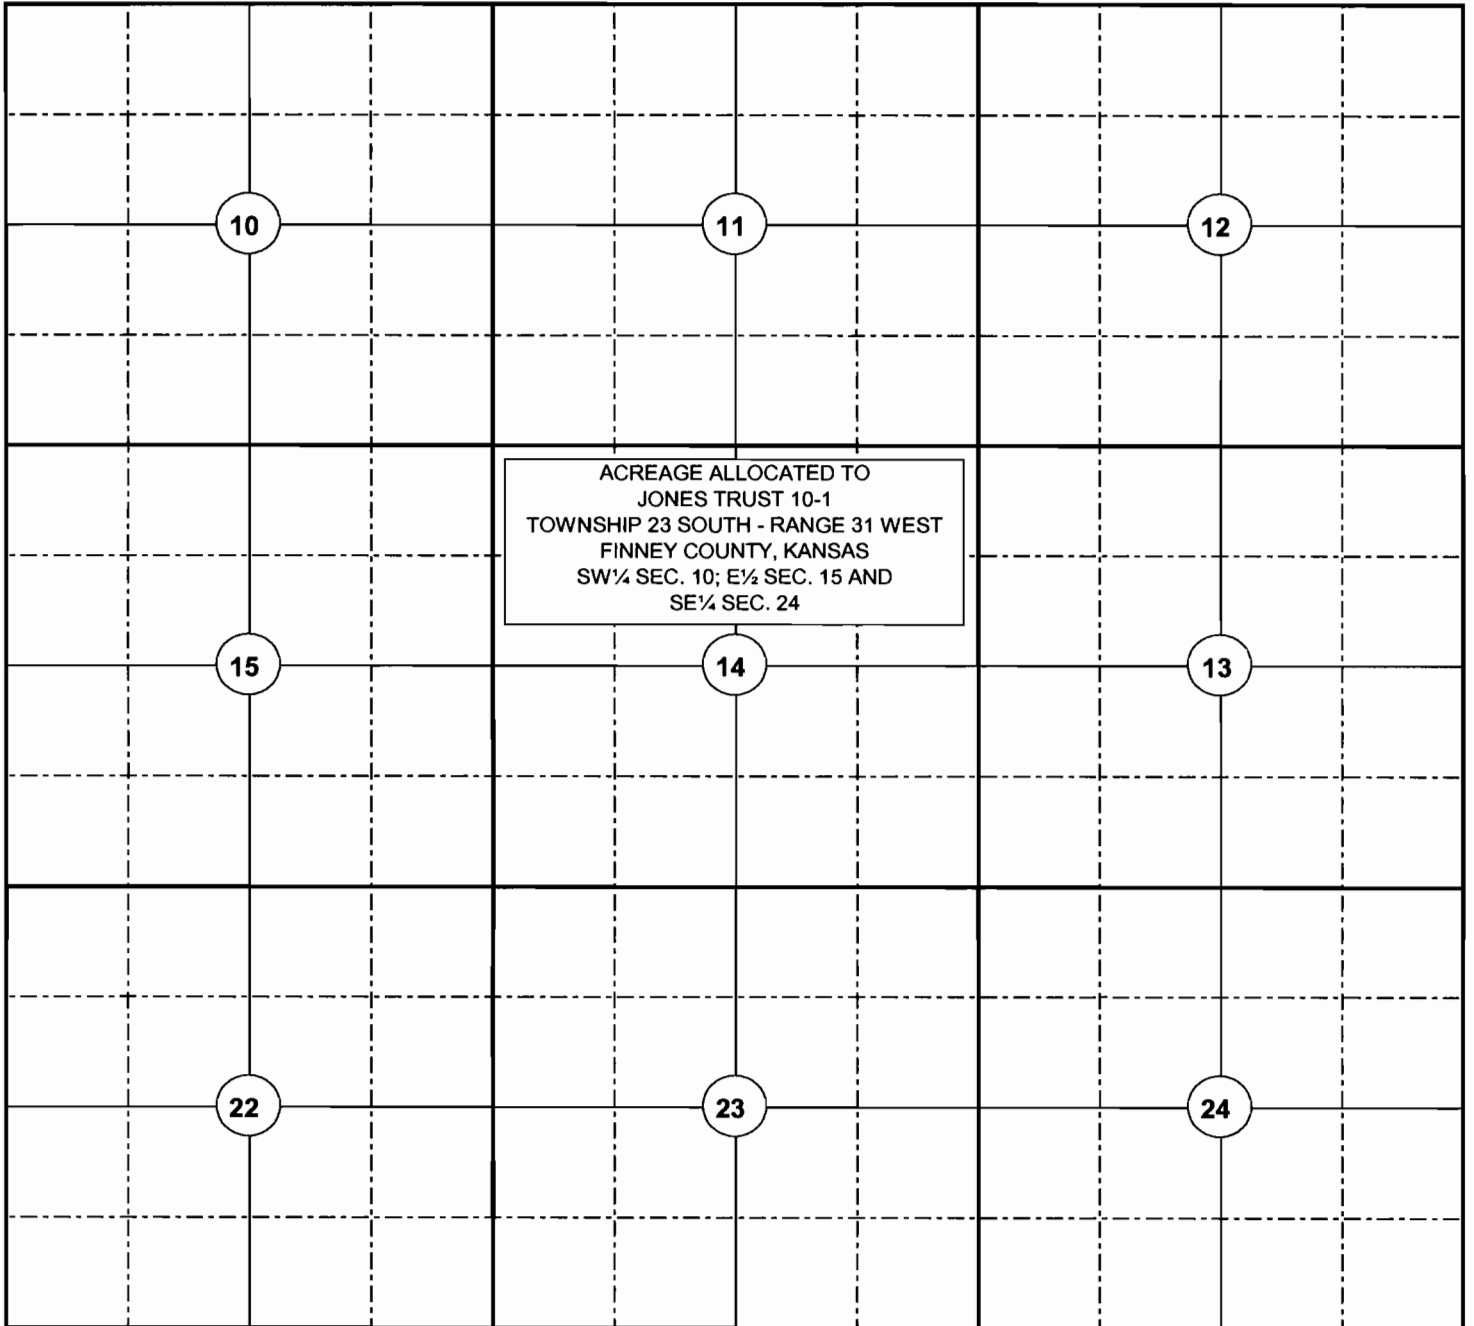 10
11
12
ACREAGE ALLOCATED TO
JONES TRUST 10-1
TOWNSHIP 23 SOUTH - RANGE 31 WEST
FINNEY COUNTY, KANSAS
SW¼ SEC. 10; E½ SEC. 15 AND
SE¼ SEC. 24
15
14
13
22
23
24